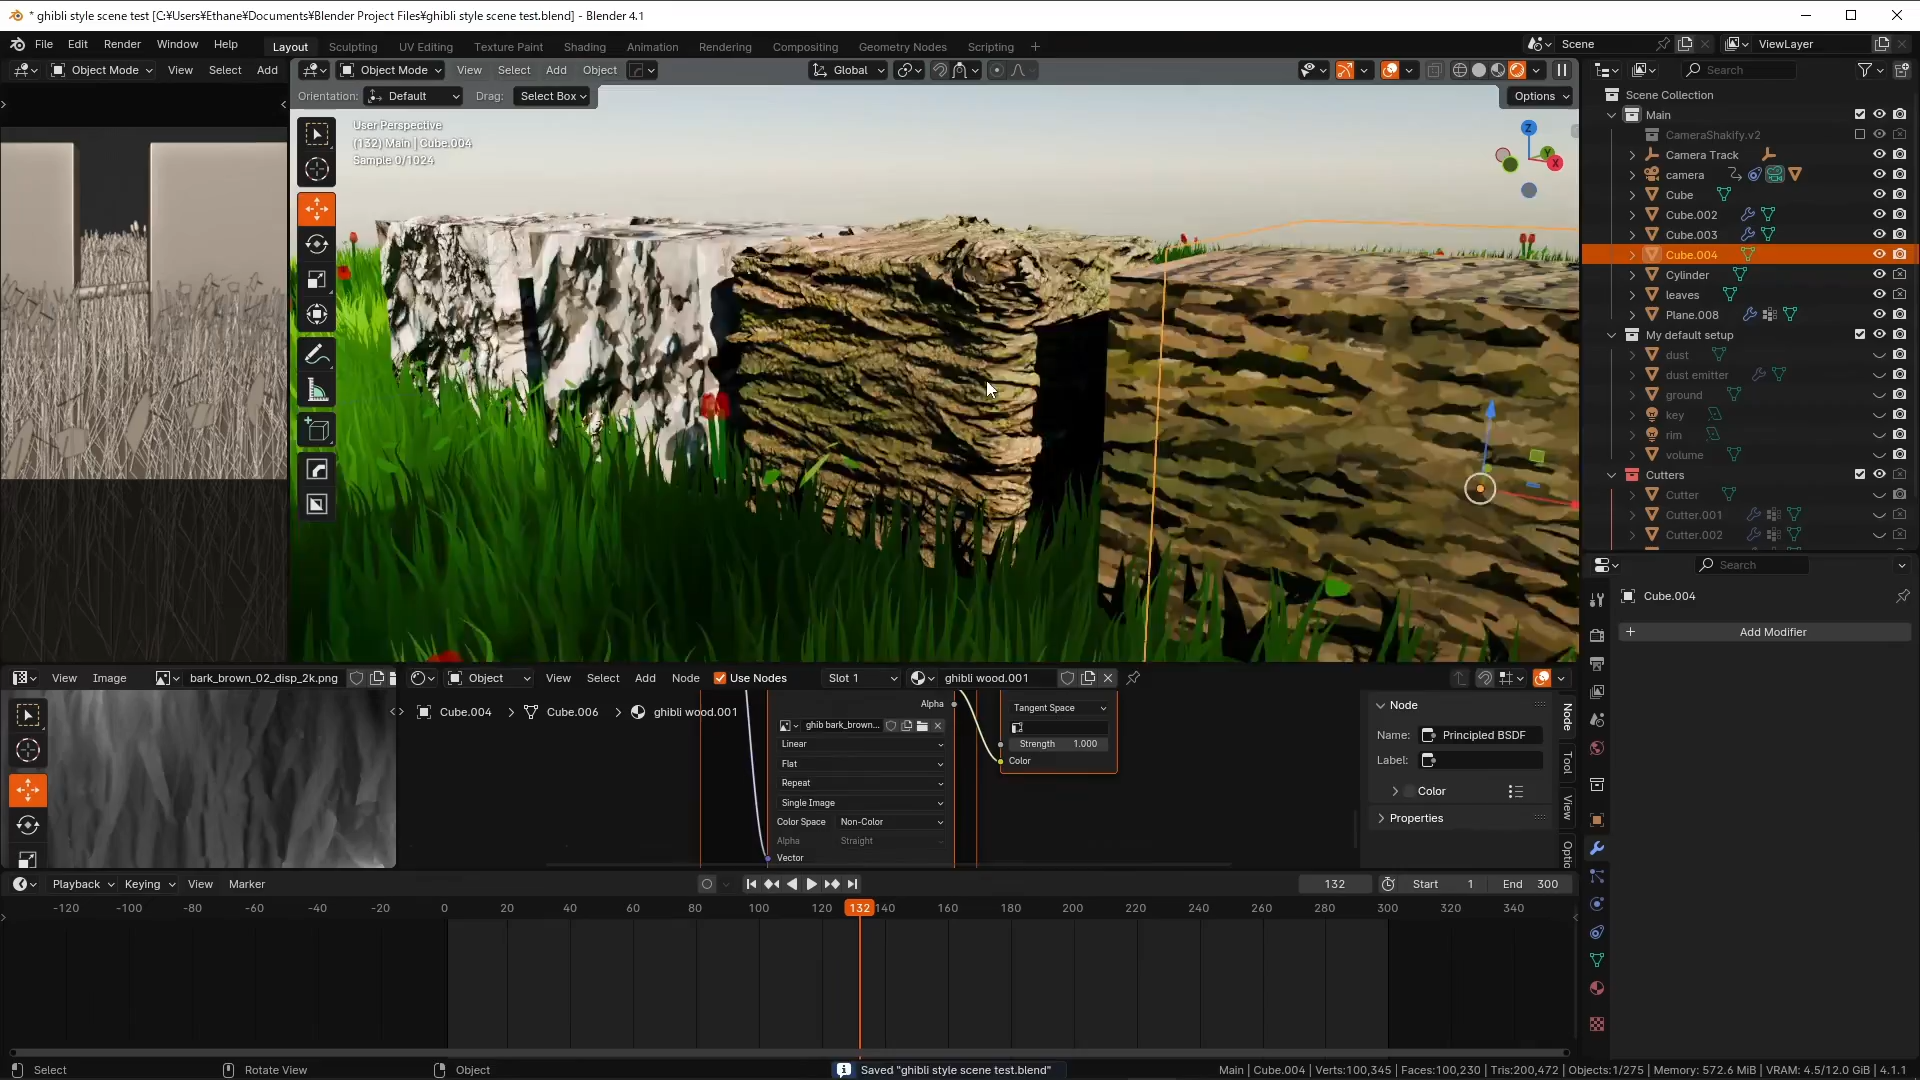 * ghibli style scene test [C:¥Users¥Ethane¥Documents¥Blender Project Files¥ghibli style scene test.blend] - Blender 4.1
File Edit Render Window Help
Layout Sculpting UV Editing Texture Paint Shading Animation Rendering Compositing Geometry Nodes Scripting +
Scene
ViewLayer
Object Mode View Select Add
Object Mode View Select Add Object
Global
Search
Orientation: Default Drag: Select Box
Options
User Perspective
(132) Main | Cube.004
Sample 0/1024
Z
Y
X
Scene Collection
Main
CameraShakify.v2
Camera Track
camera
Cube
Cube.002
Cube.003
Cube.004
Cylinder
leaves
Plane.008
My default setup
dust
dust emitter
ground
key
rim
volume
Cutters
Cutter
Cutter.001
Cutter.002
Search
Cube.004
+ Add Modifier
View Image bark_brown_02_disp_2k.png
Object View Select Add Node Use Nodes Slot 1 ghibli wood.001
Cube.004 > Cube.006 > ghibli wood.001
Alpha
ghib bark_brown...
Linear
Flat
Repeat
Single Image
Color Space Non-Color
Alpha Straight
Vector
Tangent Space
Strength 1.000
Color
Node
Name: Principled BSDF
Label:
Color
Properties
Node
Tool
View
Optio
Playback Keying View Marker
132 Start 1 End 300
-120 -100 -80 -60 -40 -20 0 20 40 60 80 100 120 132 140 160 180 200 220 240 260 280 300 320 340
Select Rotate View Object
Saved "ghibli style scene test.blend"
Main | Cube.004 | Verts:100,345 | Faces:100,230 | Tris:200,472 | Objects:1/275 | Memory: 572.6 MiB | VRAM: 4.5/12.0 GiB | 4.1.1